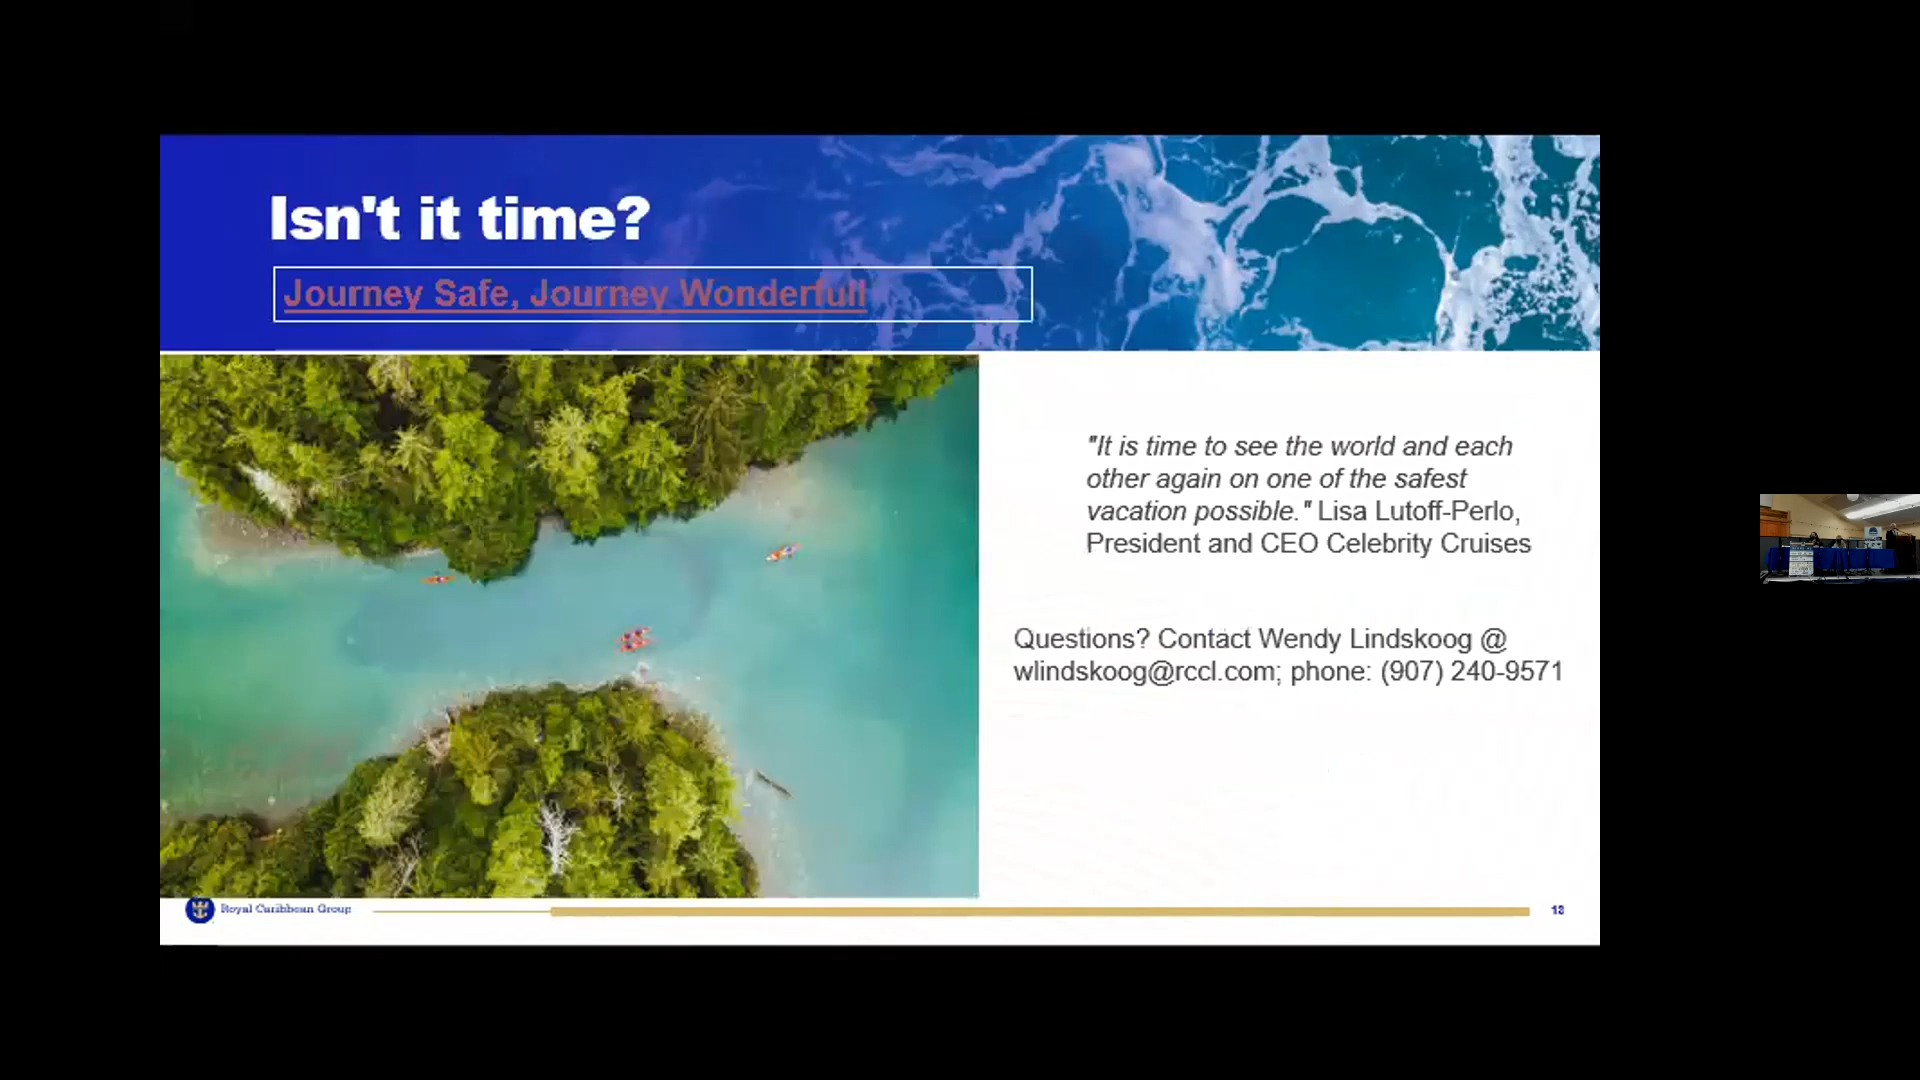 Isn't it time?
Journey Safe, Journey Wonderfull
"It is time to see the world and each
other again on one of the safest
vacation possible." Lisa Lutoff-Perlo,
President and CEO Celebrity Cruises
Questions? Contact Wendy Lindskoog @
wlindskoog@rccl.com; phone: (907) 240-9571
Royal Caribbean Group
13